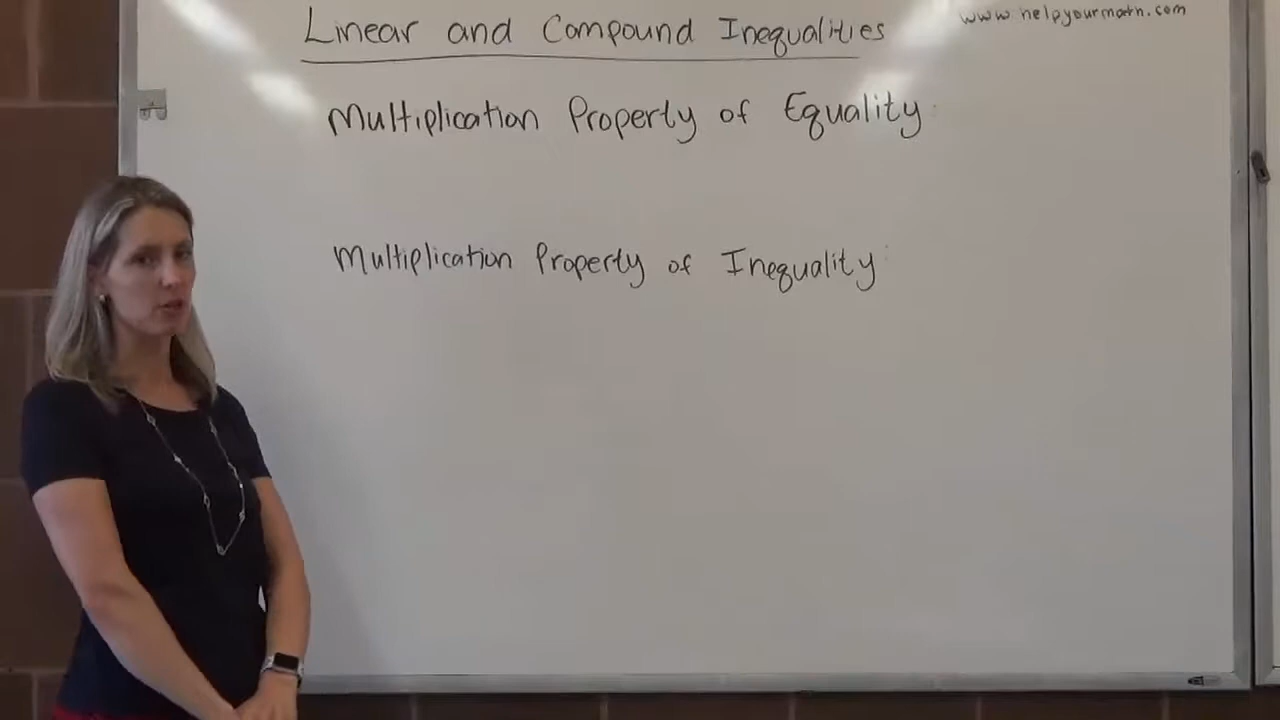 Linear and Compound Inequalities
www.helpyourmath.com
Multiplication Property of Equality
Multiplication Property of Inequality